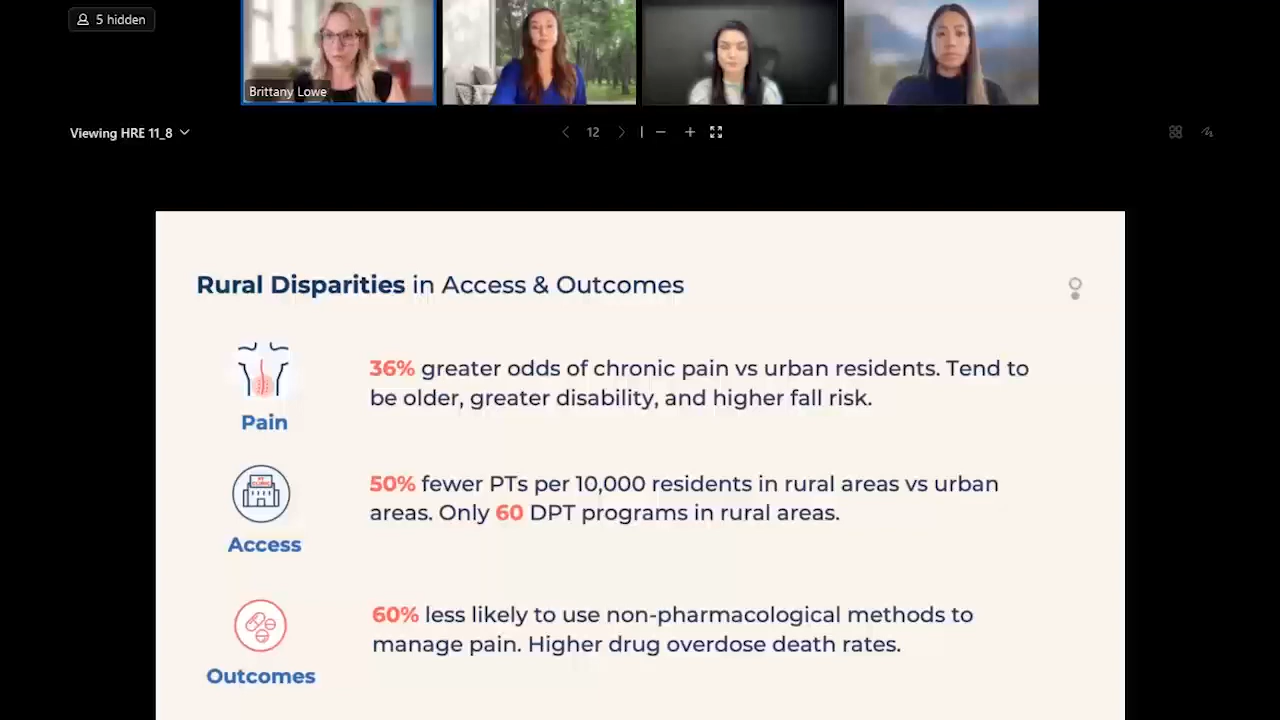 5 hidden
Brittany Lowe
Viewing HRE 11_8
12
Rural Disparities in Access & Outcomes
Pain
36% greater odds of chronic pain vs urban residents. Tend to
be older, greater disability, and higher fall risk.
Access
50% fewer PTs per 10,000 residents in rural areas vs urban
areas. Only 60 DPT programs in rural areas.
Outcomes
60% less likely to use non-pharmacological methods to
manage pain. Higher drug overdose death rates.